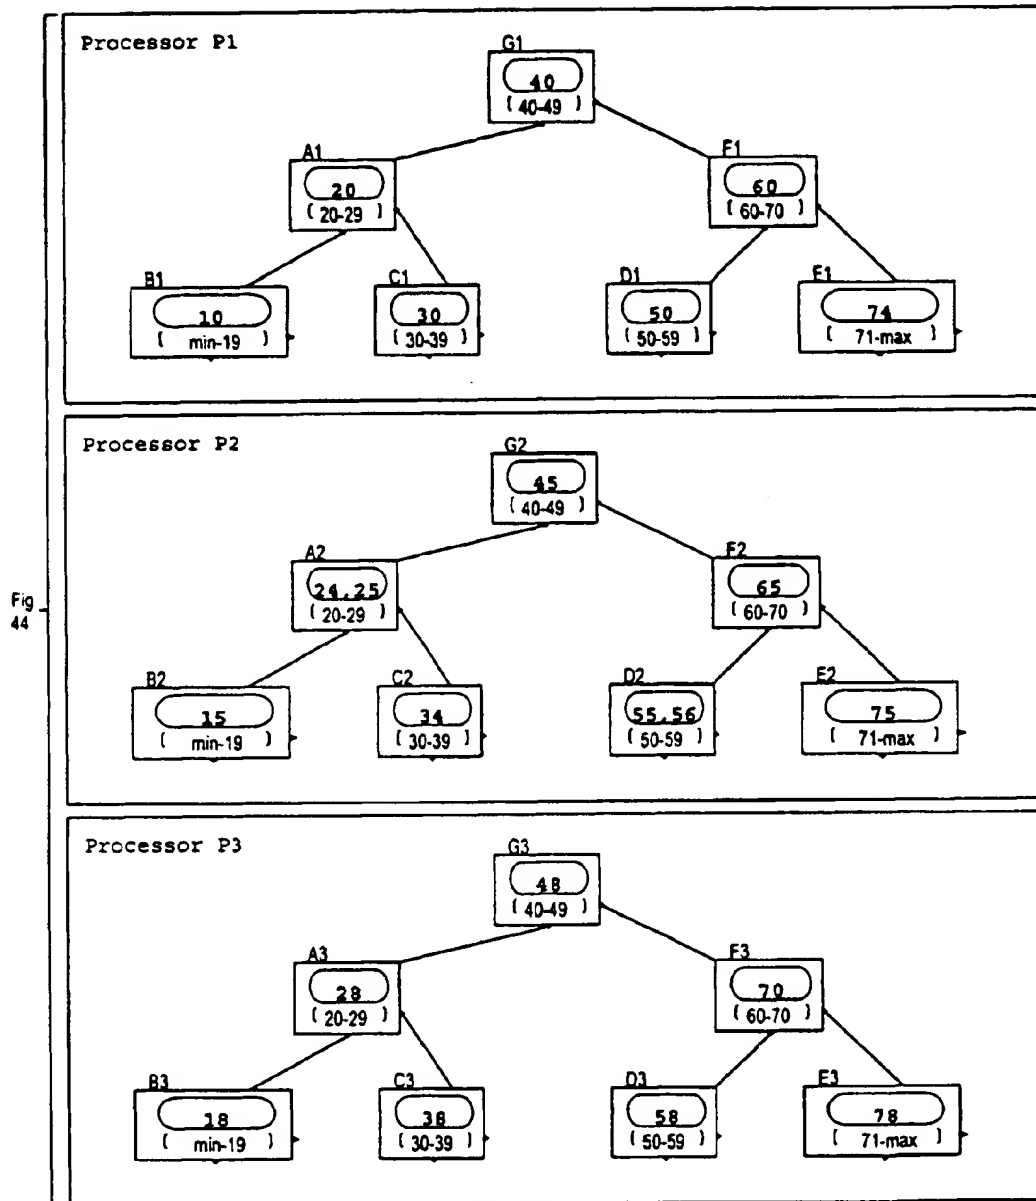 Processor P1
G1
40
( 40-49 )
A1
20
( 20-29 )
F1
60
( 60-70 )
B1
10
( min-19 )
C1
30
( 30-39 )
D1
50
( 50-59 )
E1
74
( 71-max )
Processor P2
G2
45
( 40-49 )
A2
24,25
( 20-29 )
F2
65
( 60-70 )
B2
15
( min-19 )
C2
34
( 30-39 )
D2
55,56
( 50-59 )
E2
75
( 71-max )
Fig
44
Processor P3
G3
48
( 40-49 )
A3
28
( 20-29 )
F3
70
( 60-70 )
B3
18
( min-19 )
C3
38
( 30-39 )
D3
58
( 50-59 )
E3
78
( 71-max )